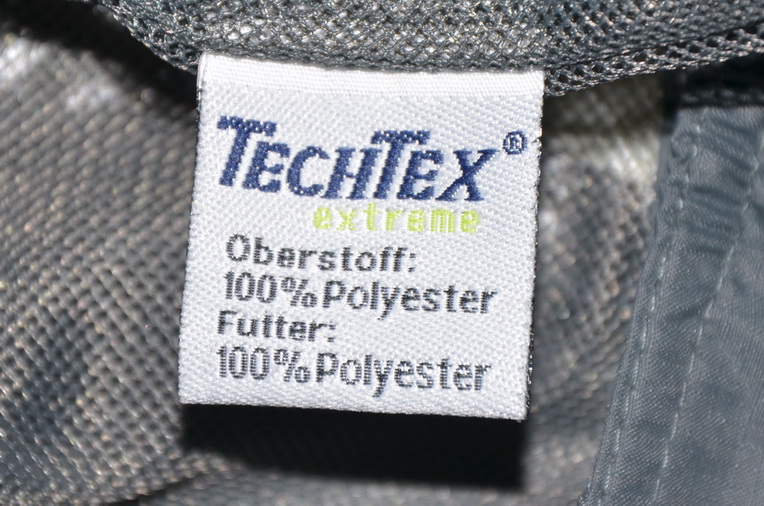 TECHTEX®
extreme
Oberstoff:
100% Polyester
Futter:
100% Polyester